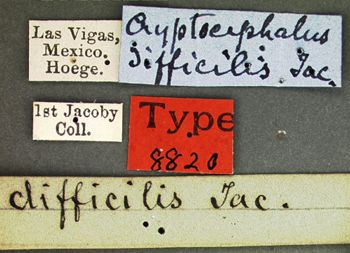 Las Vigas,
Mexico.
Hoege.
Cryptocephalus
difficilis Jac.
1st Jacoby
Coll.
Type
8820
difficilis Jac.